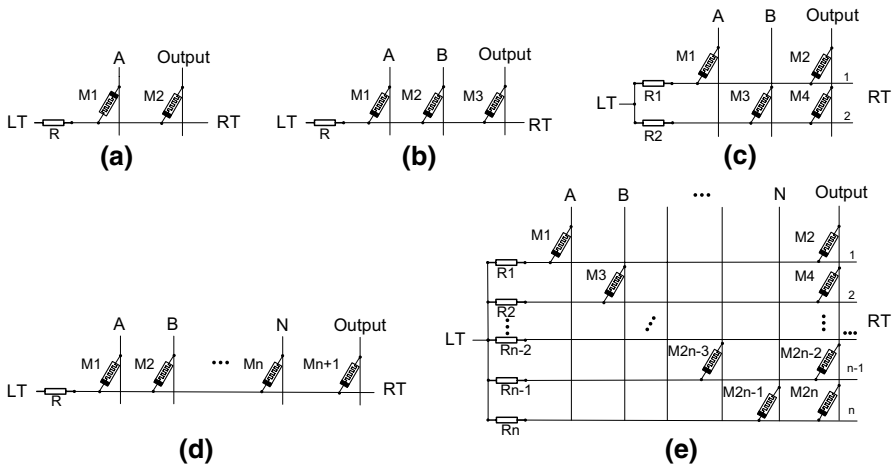 A Output
M1 M2
LT R RT
(a)
A B Output
M1 M2 M3
LT R RT
(b)
A B Output
M1 M2
R1 1
LT M3 M4 RT
R2 2
(c)
A B N Output
M1 M2 ••• Mn Mn+1
LT R RT
(d)
A B ••• N Output
M1 M2
R1 1
M3 M4
R2 2
LT ••• RT
Rn-2
M2n-3 M2n-2
Rn-1 n-1
M2n-1 M2n
Rn n
(e)